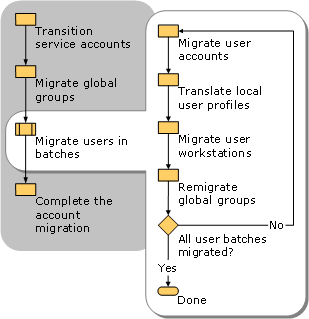 Transition
service accounts
Migrate global
groups
Migrate users in
batches
Complete the
account
migration
Migrate user
accounts
Translate local
user profiles
Migrate user
workstations
Remigrate
global groups
All user batches
migrated?
No
Yes
Done